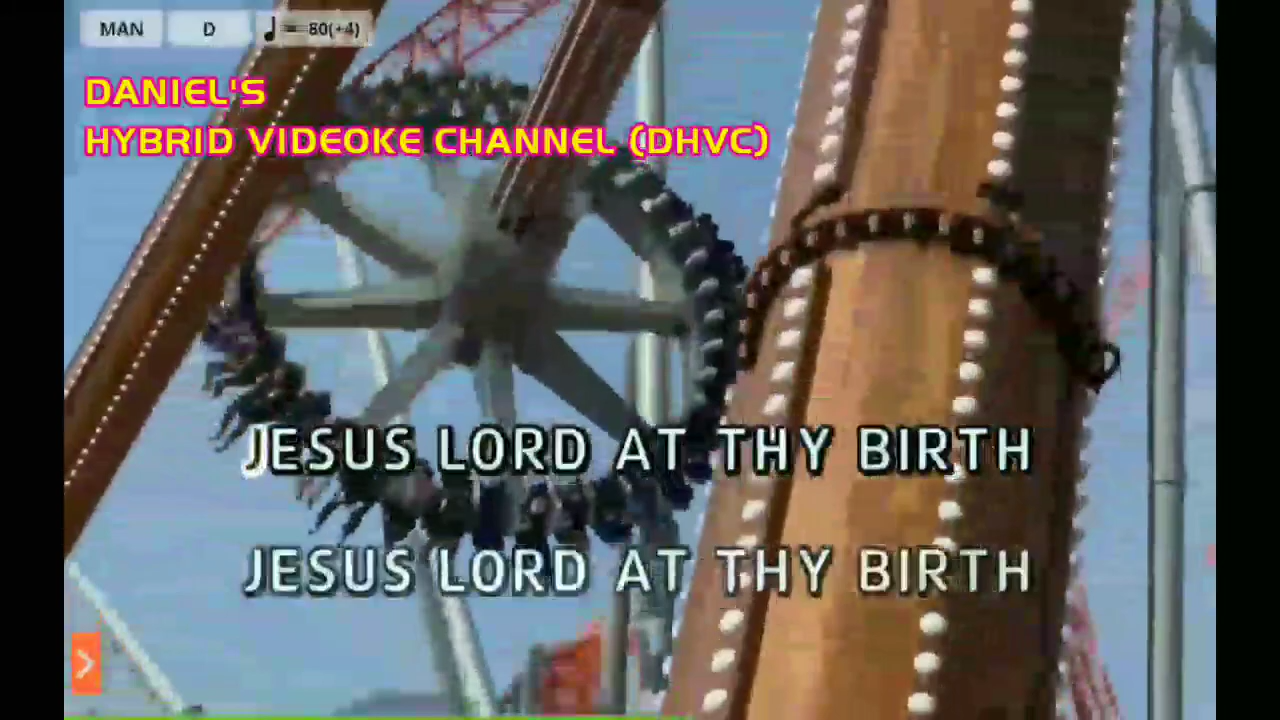 MAN D ♩ = 80(+4)
DANIEL'S
HYBRID VIDEOKE CHANNEL (DHVC)
JESUS LORD AT THY BIRTH
JESUS LORD AT THY BIRTH